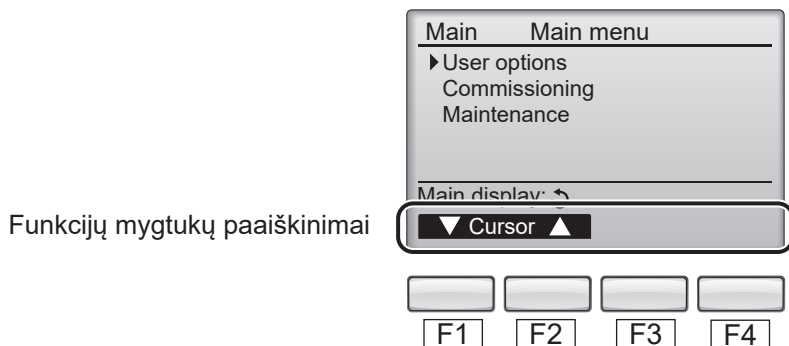 Main Main menu
User options
Commissioning
Maintenance
Main display:
Funkcijų mygtukų paaiškinimai
▼ Cursor ▲
F1 F2 F3 F4